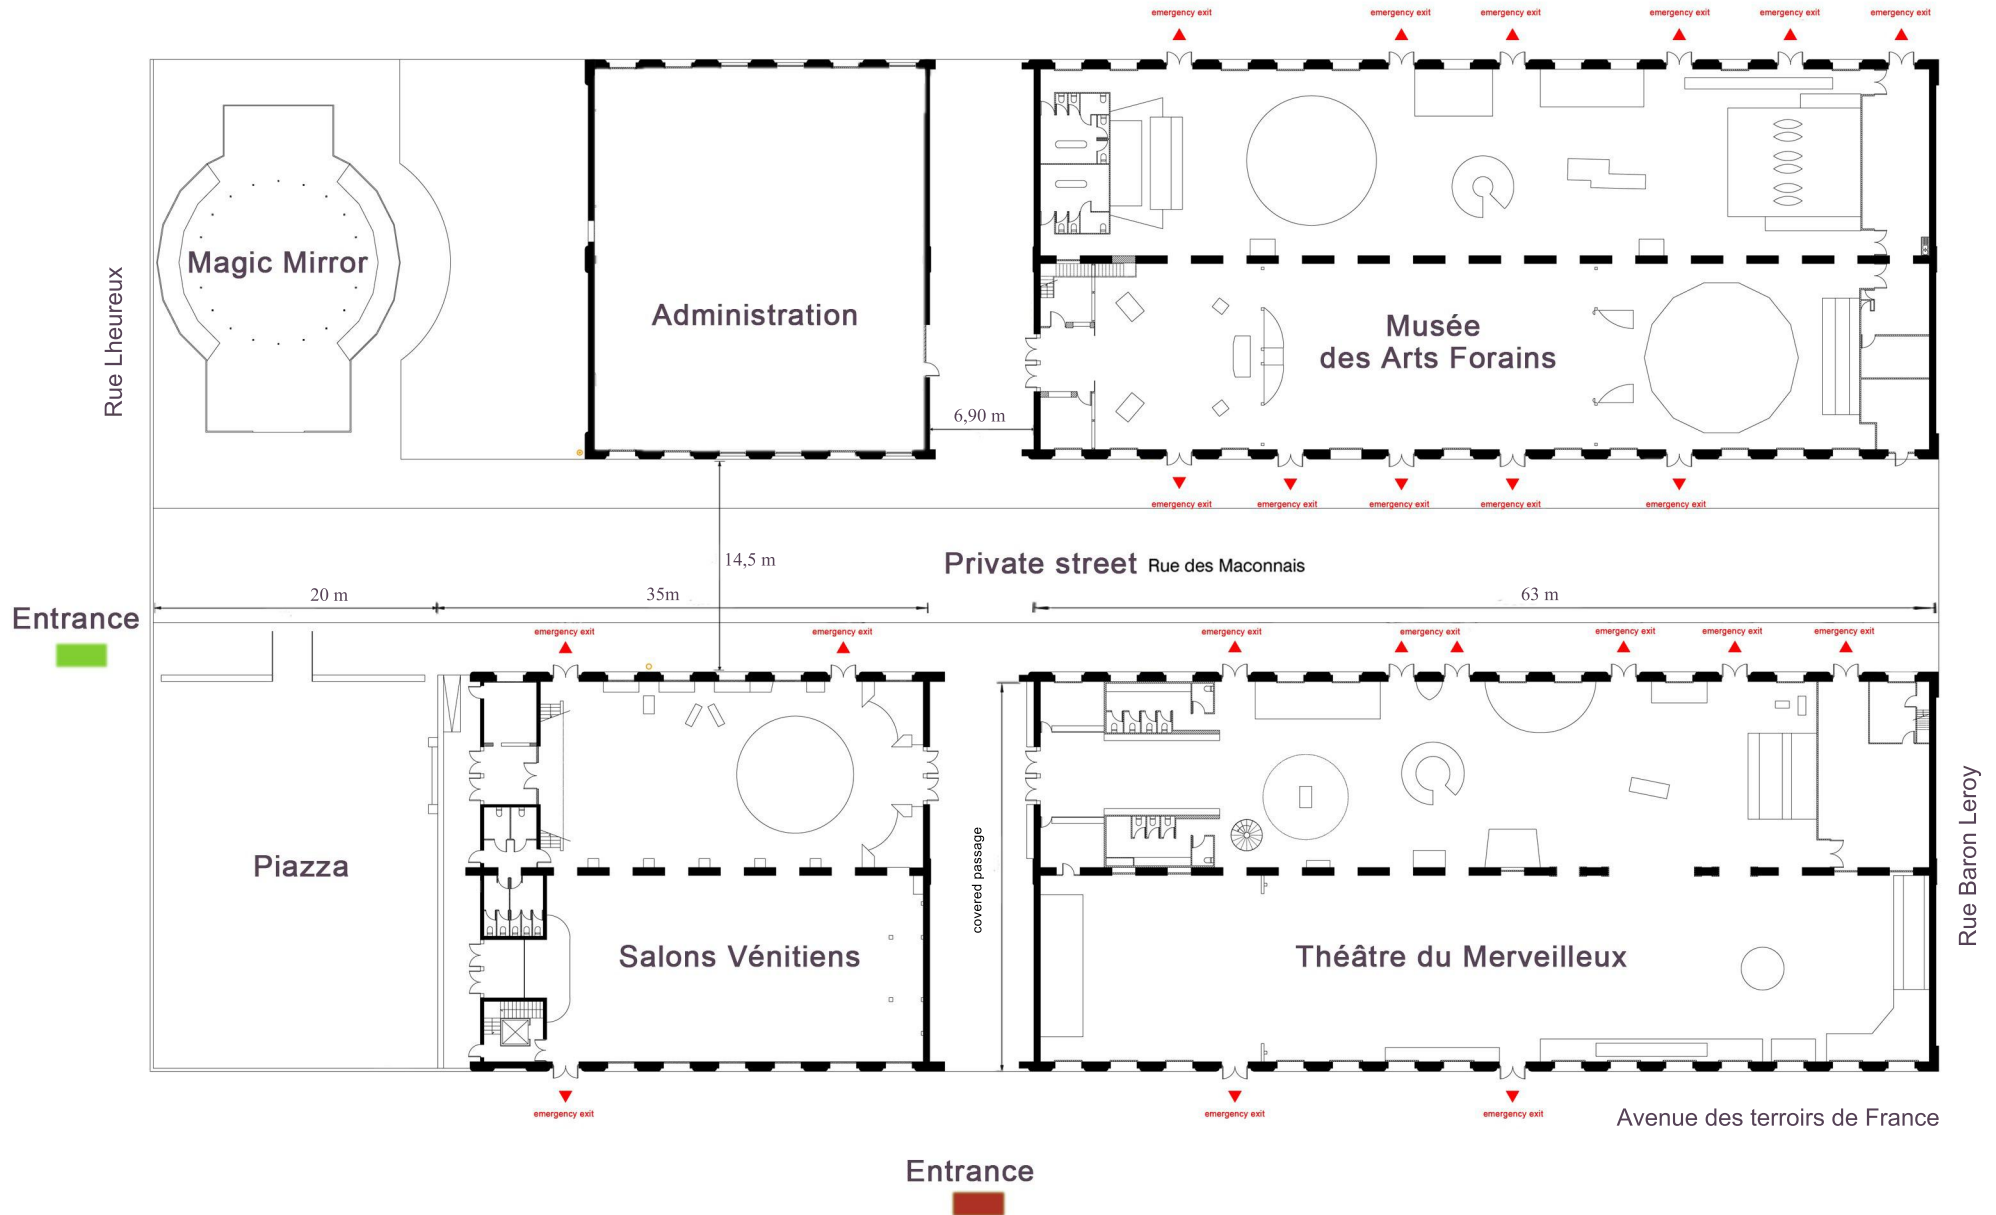 emergency exit emergency exit emergency exit emergency exit emergency exit emergency exit
Magic Mirror
Rue Lheureux
Administration
Musée
des Arts Forains
6,90 m
emergency exit emergency exit emergency exit emergency exit emergency exit
14,5 m
Private street Rue des Maconnais
20 m
35m
63 m
Entrance
emergency exit emergency exit emergency exit emergency exit emergency exit emergency exit emergency exit
Piazza
covered passage
Rue Baron Leroy
Salons Vénitiens
Théâtre du Merveilleux
emergency exit emergency exit emergency exit
Avenue des terroirs de France
Entrance